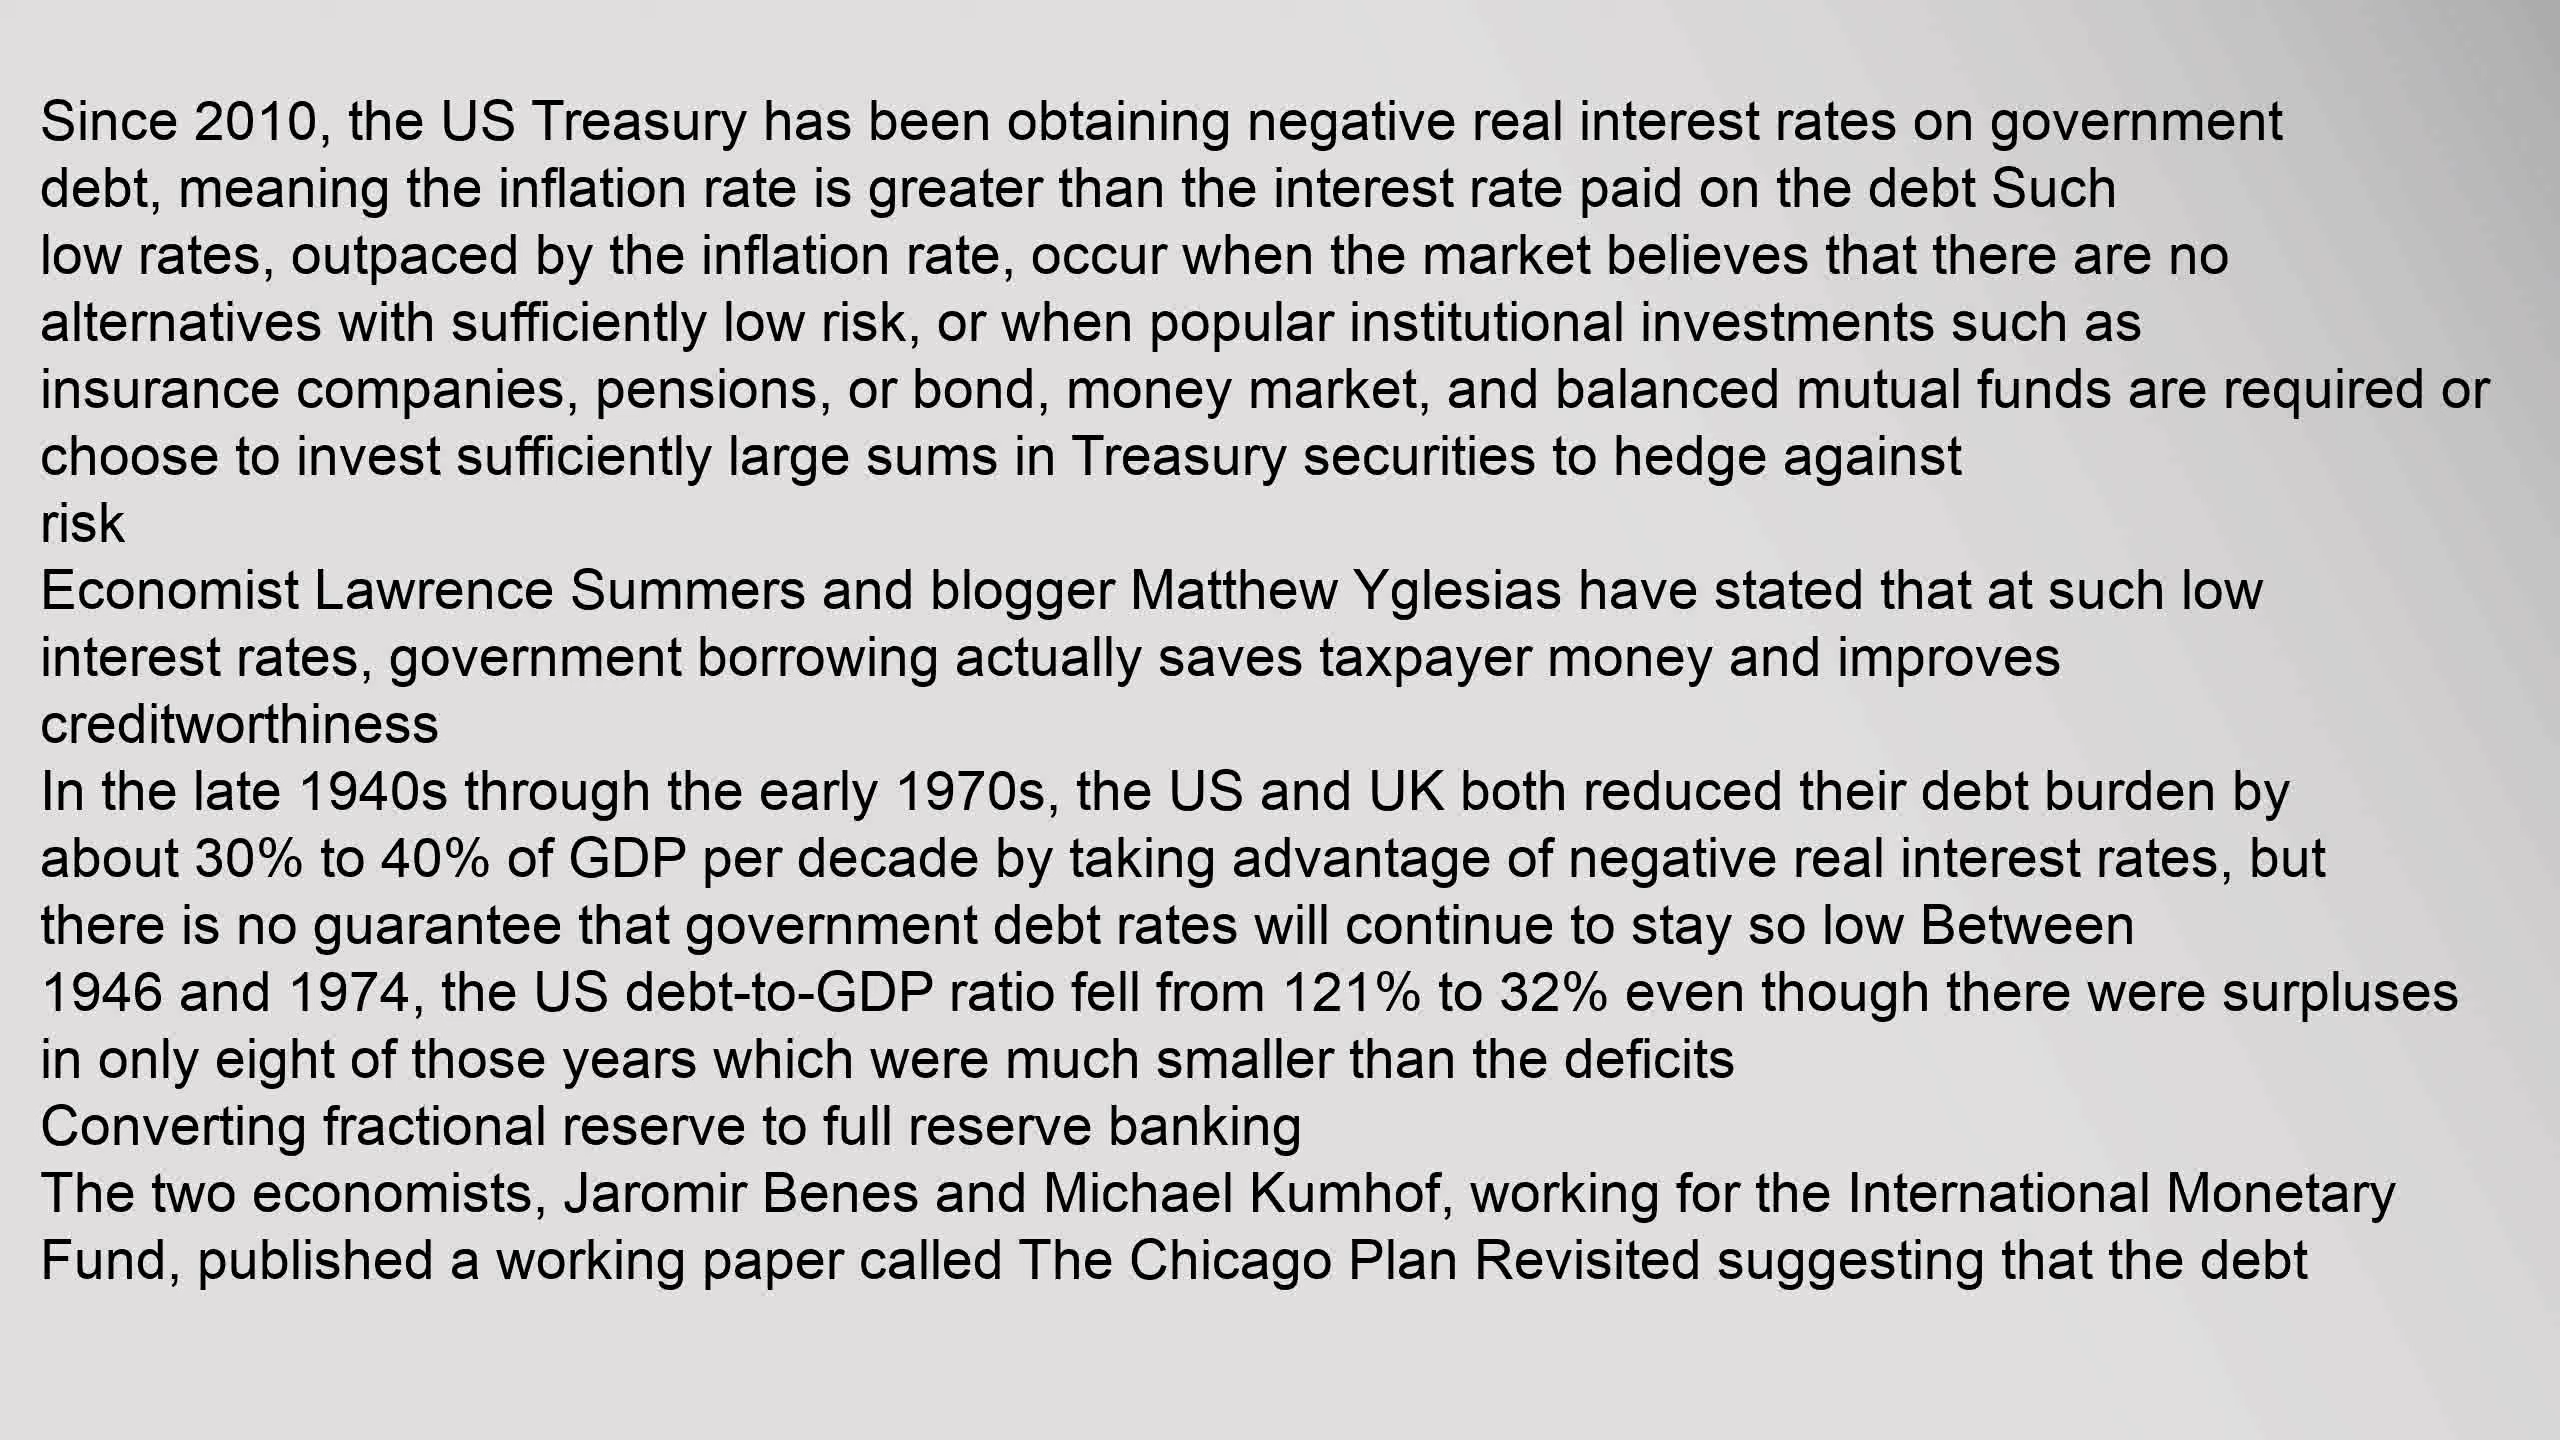 Since 2010, the US Treasury has been obtaining negative real interest rates on government
debt, meaning the inflation rate is greater than the interest rate paid on the debt Such
low rates, outpaced by the inflation rate, occur when the market believes that there are no
alternatives with sufficiently low risk, or when popular institutional investments such as
insurance companies, pensions, or bond, money market, and balanced mutual funds are required or
choose to invest sufficiently large sums in Treasury securities to hedge against
risk
Economist Lawrence Summers and blogger Matthew Yglesias have stated that at such low
interest rates, government borrowing actually saves taxpayer money and improves
creditworthiness
In the late 1940s through the early 1970s, the US and UK both reduced their debt burden by
about 30% to 40% of GDP per decade by taking advantage of negative real interest rates, but
there is no guarantee that government debt rates will continue to stay so low Between
1946 and 1974, the US debt-to-GDP ratio fell from 121% to 32% even though there were surpluses
in only eight of those years which were much smaller than the deficits
Converting fractional reserve to full reserve banking
The two economists, Jaromir Benes and Michael Kumhof, working for the International Monetary
Fund, published a working paper called The Chicago Plan Revisited suggesting that the debt